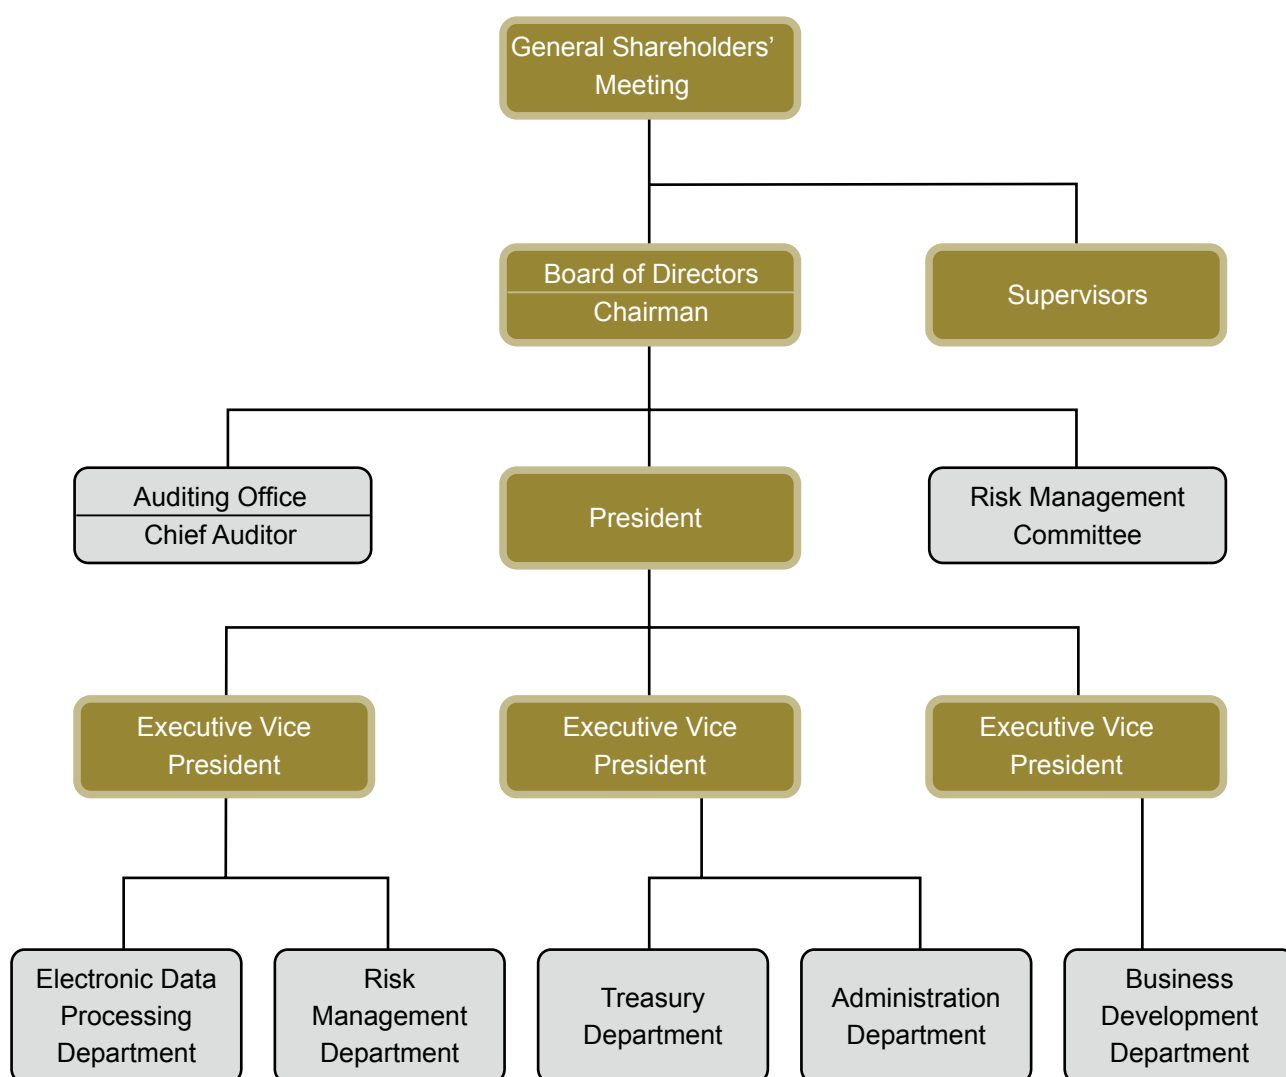 General Shareholders’
Meeting
Board of Directors
Chairman
Supervisors
Auditing Office
Chief Auditor
President
Risk Management
Committee
Executive Vice
President
Executive Vice
President
Executive Vice
President
Electronic Data
Processing
Department
Risk
Management
Department
Treasury
Department
Administration
Department
Business
Development
Department